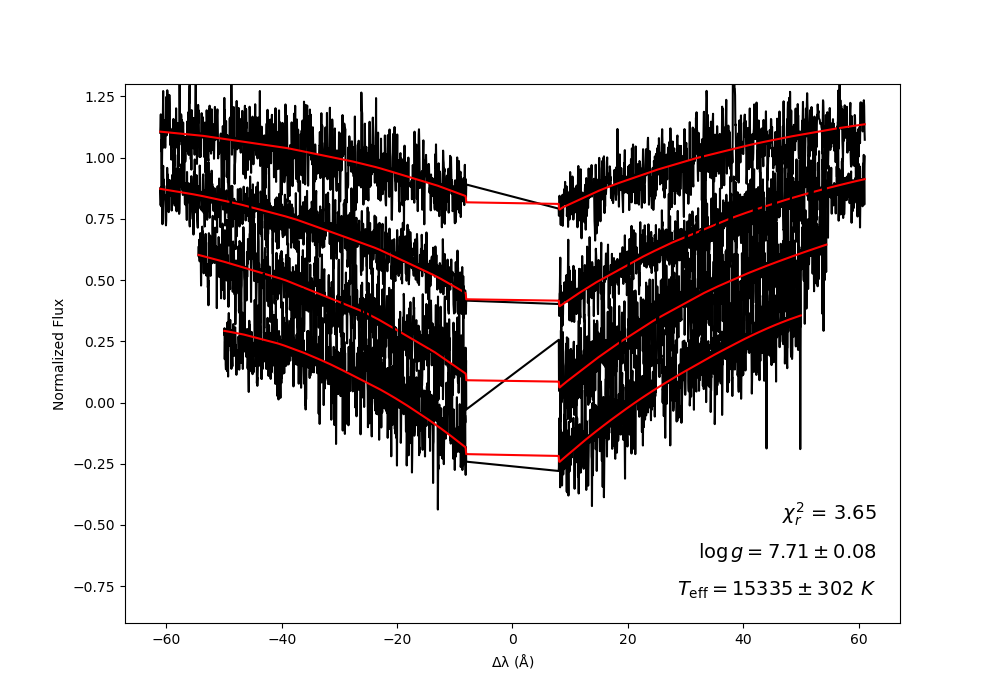 1.25
1.00
0.75
0.50
0.25
0.00
−0.25
−0.50
−0.75
Normalized Flux
−60 −40 −20 0 20 40 60
Δλ (Å)
χ²ᵣ = 3.65
log g = 7.71 ± 0.08
T_eff = 15335 ± 302 K